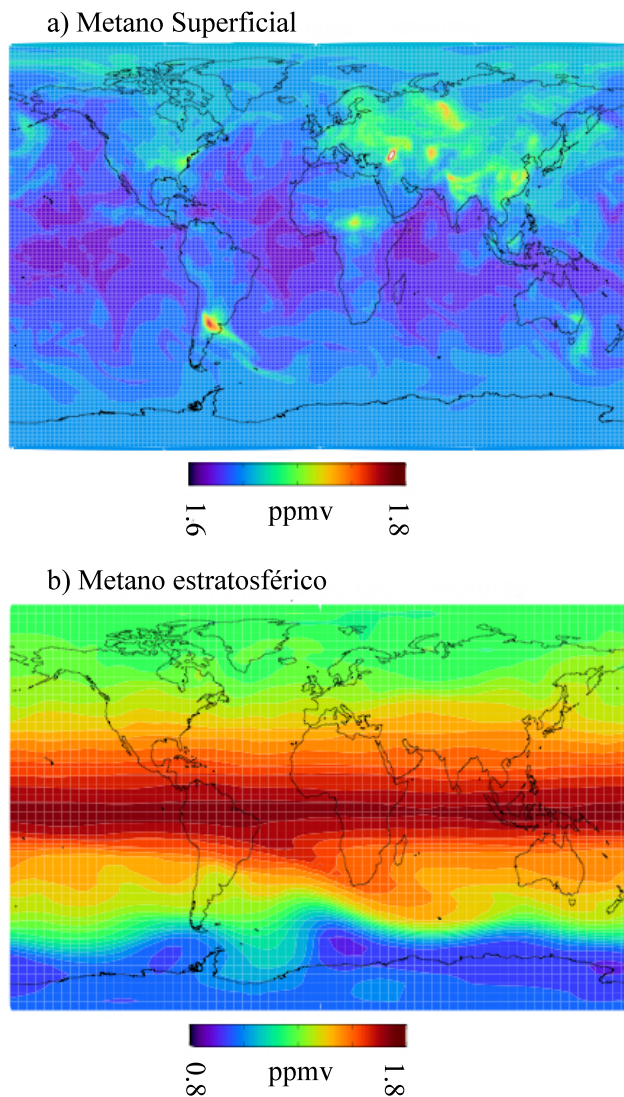 a) Metano Superficial
1.6
ppmv
1.8
b) Metano estratosférico
0.8
ppmv
1.8